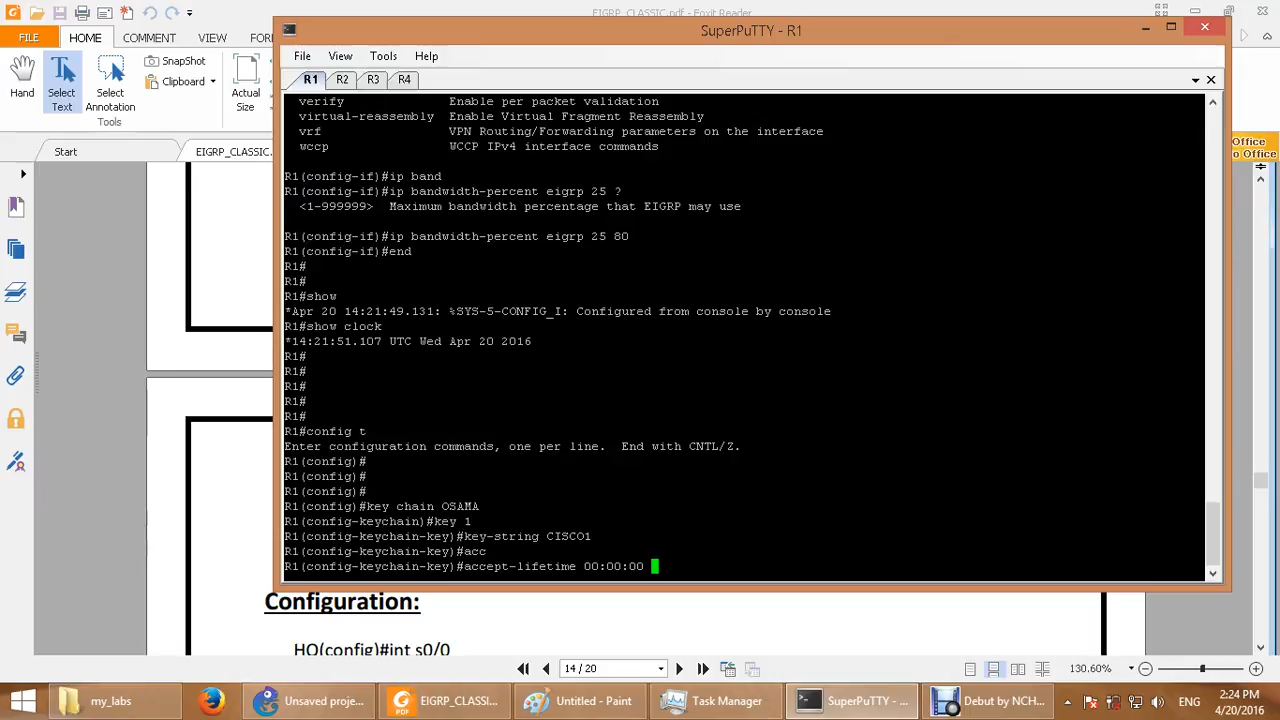 EIGRP_CLASSIC.pdf - Foxit Reader
FILE
HOME
COMMENT
VIEW
Hand
Select
Text
Select
Annotation
SnapShot
Clipboard
Actual
Size
Tools
Start
EIGRP_CLASSIC.
Office
o Office
SuperPuTTY - R1
File View Tools Help
R1 R2 R3 R4
verify Enable per packet validation
virtual-reassembly Enable Virtual Fragment Reassembly
vrf VPN Routing/Forwarding parameters on the interface
wccp WCCP IPv4 interface commands
R1(config-if)#ip band
R1(config-if)#ip bandwidth-percent eigrp 25 ?
<1-999999> Maximum bandwidth percentage that EIGRP may use
R1(config-if)#ip bandwidth-percent eigrp 25 80
R1(config-if)#end
R1#
R1#
R1#show
*Apr 20 14:21:49.131: %SYS-5-CONFIG_I: Configured from console by console
R1#show clock
*14:21:51.107 UTC Wed Apr 20 2016
R1#
R1#
R1#
R1#
R1#
R1#config t
Enter configuration commands, one per line. End with CNTL/Z.
R1(config)#
R1(config)#
R1(config)#
R1(config)#key chain OSAMA
R1(config-keychain)#key 1
R1(config-keychain-key)#key-string CISCO1
R1(config-keychain-key)#acc
R1(config-keychain-key)#accept-lifetime 00:00:00
Configuration:
HQ(config)#int s0/0
14 / 20
130.60%
my_labs
Unsaved proje...
EIGRP_CLASSI...
Untitled - Paint
Task Manager
SuperPuTTY - ...
Debut by NCH...
ENG
2:24 PM
4/20/2016